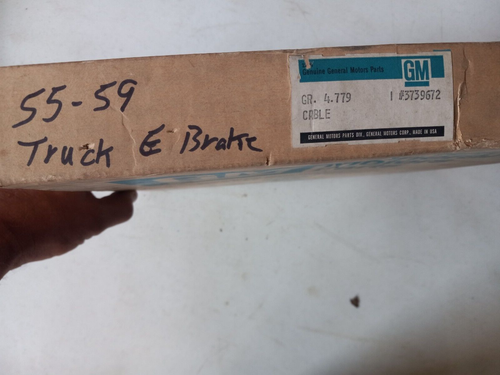 55-59
Truck E Brake
Genuine General Motors Parts
GM
GR. 4.779 1 #3739672
CABLE
GENERAL MOTORS PARTS DIV., GENERAL MOTORS CORP., MADE IN USA